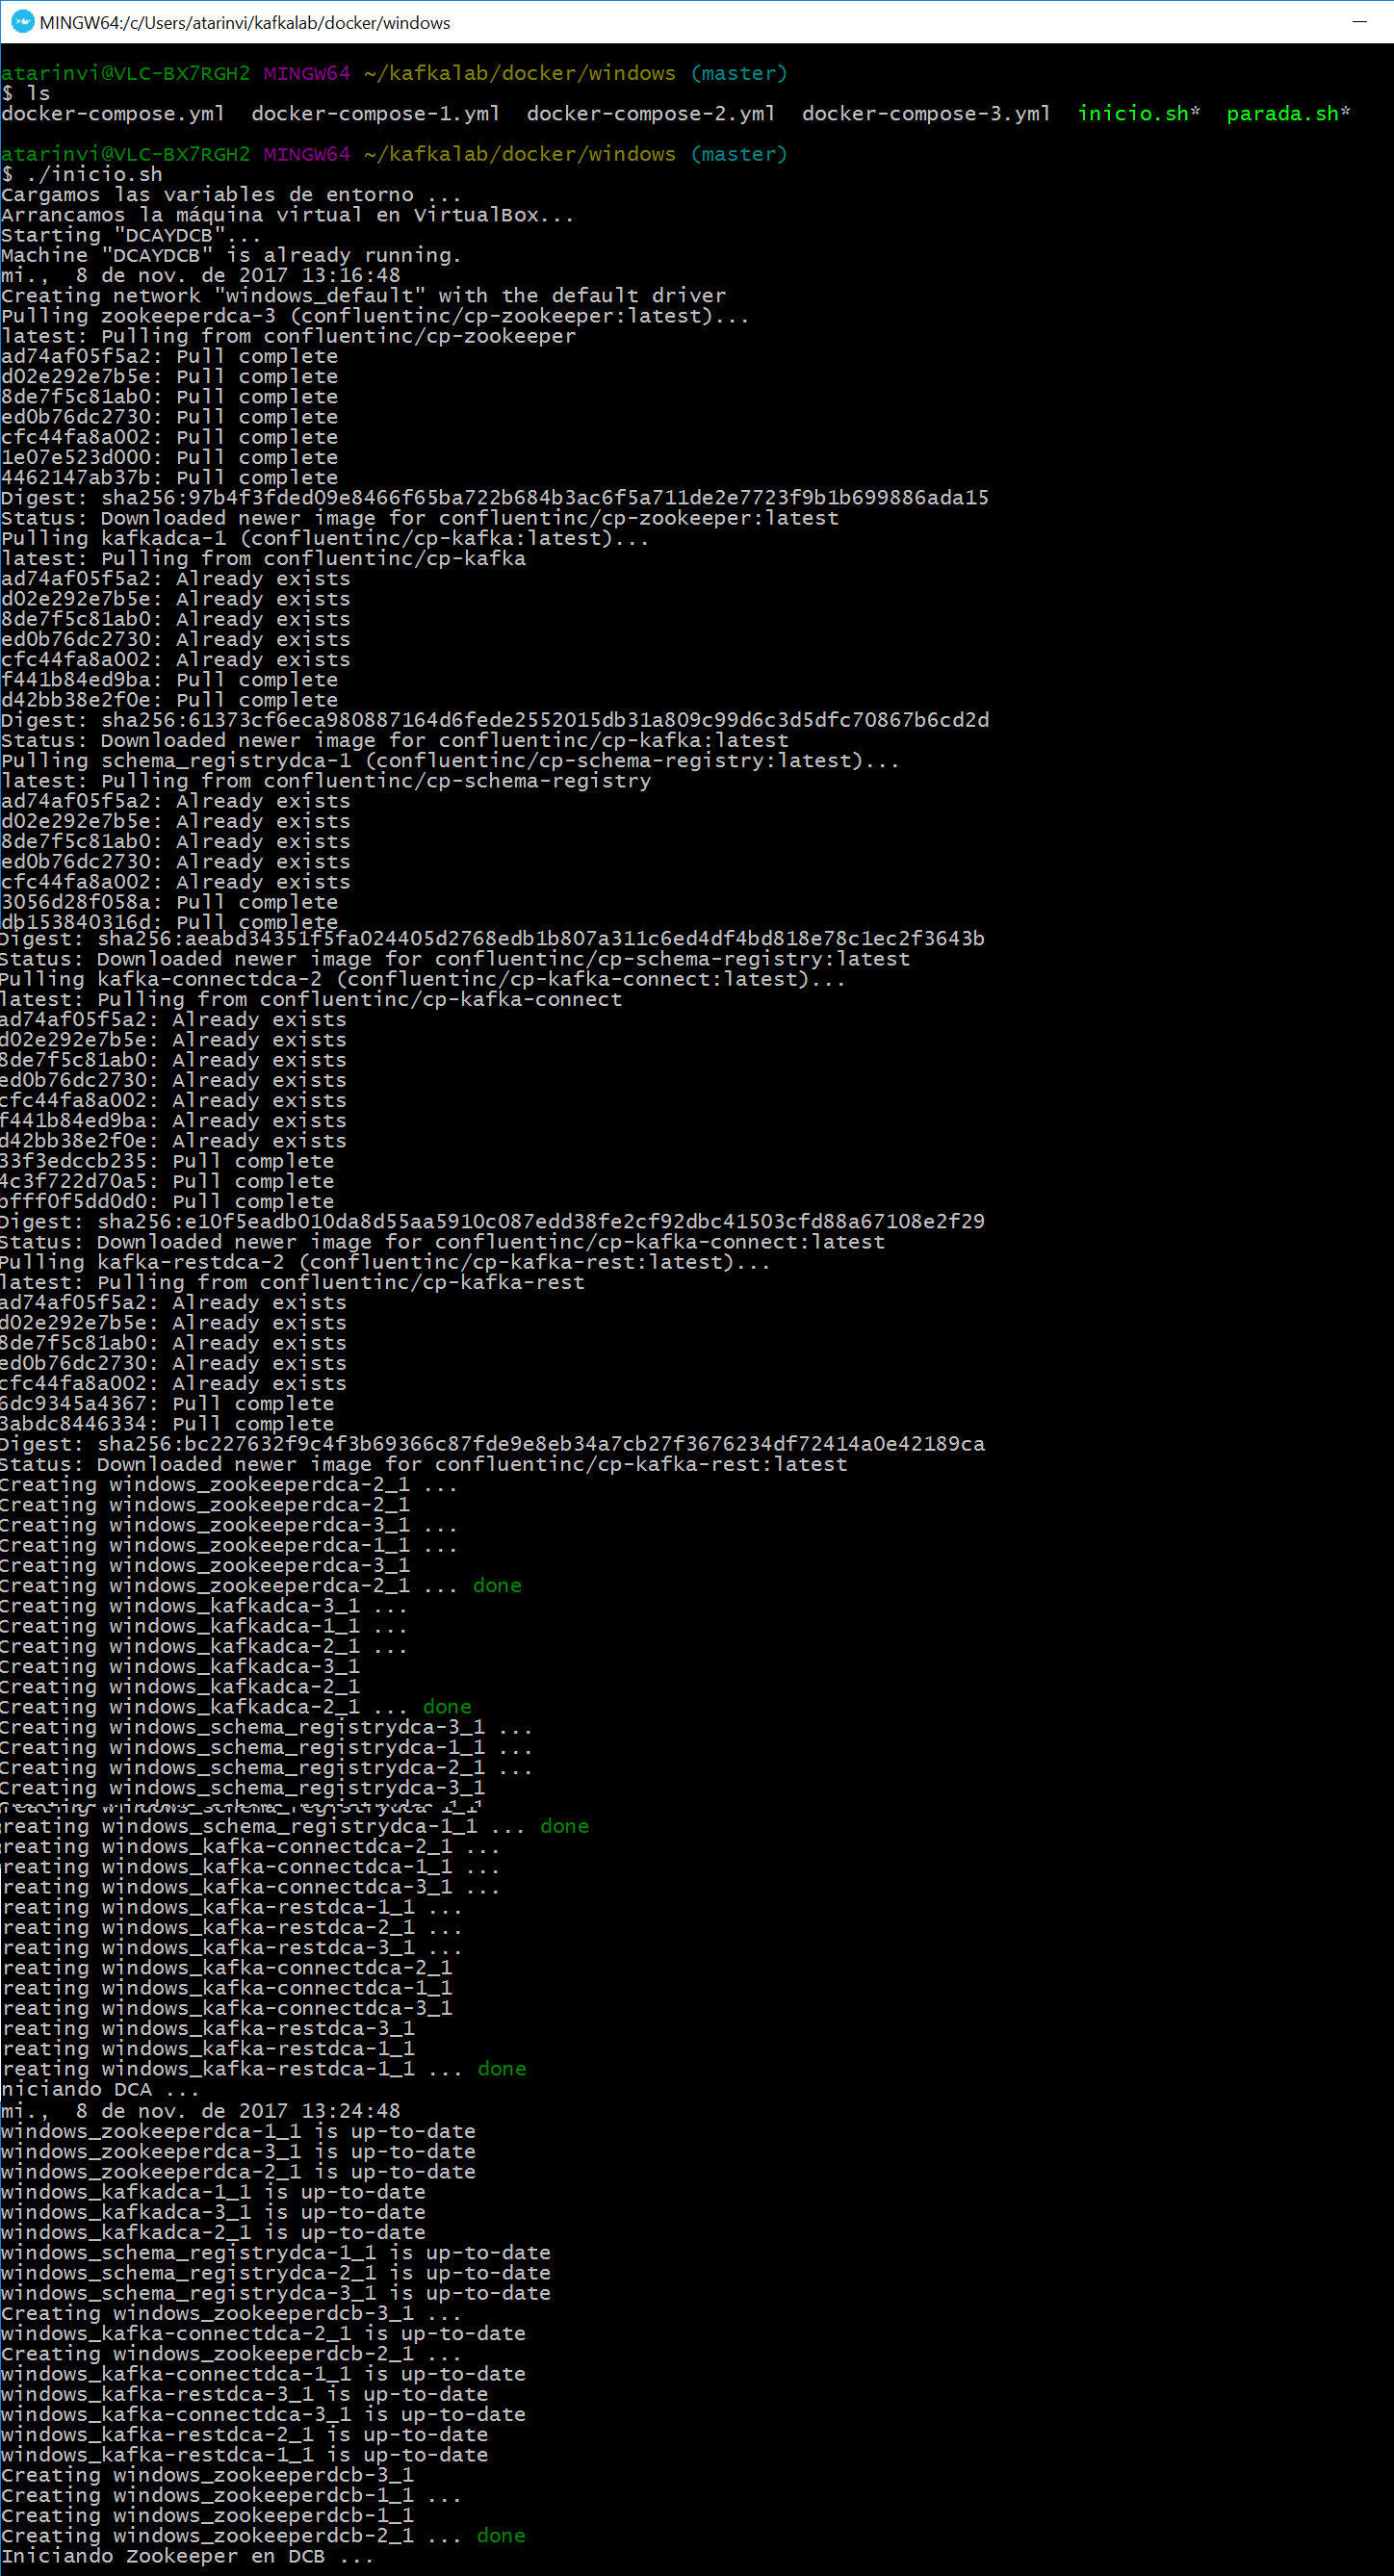 MINGW64:/c/Users/atarinvi/kafkalab/docker/windows
atarinvi@VLC-BX7RGH2 MINGW64 ~/kafkalab/docker/windows (master)
$ ls
docker-compose.yml  docker-compose-1.yml  docker-compose-2.yml  docker-compose-3.yml  inicio.sh*  parada.sh*
atarinvi@VLC-BX7RGH2 MINGW64 ~/kafkalab/docker/windows (master)
$ ./inicio.sh
Cargamos las variables de entorno ...
Arrancamos la máquina virtual en VirtualBox...
Starting "DCAYDCB"...
Machine "DCAYDCB" is already running.
mi.,  8 de nov. de 2017 13:16:48
Creating network "windows_default" with the default driver
Pulling zookeeperdca-3 (confluentinc/cp-zookeeper:latest)...
latest: Pulling from confluentinc/cp-zookeeper
ad74af05f5a2: Pull complete
d02e292e7b5e: Pull complete
8de7f5c81ab0: Pull complete
ed0b76dc2730: Pull complete
cfc44fa8a002: Pull complete
1e07e523d000: Pull complete
4462147ab37b: Pull complete
Digest: sha256:97b4f3fded09e8466f65ba722b684b3ac6f5a711de2e7723f9b1b699886ada15
Status: Downloaded newer image for confluentinc/cp-zookeeper:latest
Pulling kafkadca-1 (confluentinc/cp-kafka:latest)...
latest: Pulling from confluentinc/cp-kafka
ad74af05f5a2: Already exists
d02e292e7b5e: Already exists
8de7f5c81ab0: Already exists
ed0b76dc2730: Already exists
cfc44fa8a002: Already exists
f441b84ed9ba: Pull complete
d42bb38e2f0e: Pull complete
Digest: sha256:61373cf6eca980887164d6fede2552015db31a809c99d6c3d5dfc70867b6cd2d
Status: Downloaded newer image for confluentinc/cp-kafka:latest
Pulling schema_registrydca-1 (confluentinc/cp-schema-registry:latest)...
latest: Pulling from confluentinc/cp-schema-registry
ad74af05f5a2: Already exists
d02e292e7b5e: Already exists
8de7f5c81ab0: Already exists
ed0b76dc2730: Already exists
cfc44fa8a002: Already exists
3056d28f058a: Pull complete
db153840316d: Pull complete
Digest: sha256:aeabd34351f5fa024405d2768edb1b807a311c6ed4df4bd818e78c1ec2f3643b
Status: Downloaded newer image for confluentinc/cp-schema-registry:latest
Pulling kafka-connectdca-2 (confluentinc/cp-kafka-connect:latest)...
latest: Pulling from confluentinc/cp-kafka-connect
ad74af05f5a2: Already exists
d02e292e7b5e: Already exists
8de7f5c81ab0: Already exists
ed0b76dc2730: Already exists
cfc44fa8a002: Already exists
f441b84ed9ba: Already exists
d42bb38e2f0e: Already exists
33f3edccb235: Pull complete
4c3f722d70a5: Pull complete
bfff0f5dd0d0: Pull complete
Digest: sha256:e10f5eadb010da8d55aa5910c087edd38fe2cf92dbc41503cfd88a67108e2f29
Status: Downloaded newer image for confluentinc/cp-kafka-connect:latest
Pulling kafka-restdca-2 (confluentinc/cp-kafka-rest:latest)...
latest: Pulling from confluentinc/cp-kafka-rest
ad74af05f5a2: Already exists
d02e292e7b5e: Already exists
8de7f5c81ab0: Already exists
ed0b76dc2730: Already exists
cfc44fa8a002: Already exists
6dc9345a4367: Pull complete
3abdc8446334: Pull complete
Digest: sha256:bc227632f9c4f3b69366c87fde9e8eb34a7cb27f3676234df72414a0e42189ca
Status: Downloaded newer image for confluentinc/cp-kafka-rest:latest
Creating windows_zookeeperdca-2_1 ...
Creating windows_zookeeperdca-2_1
Creating windows_zookeeperdca-3_1 ...
Creating windows_zookeeperdca-1_1 ...
Creating windows_zookeeperdca-3_1
Creating windows_zookeeperdca-2_1 ... done
Creating windows_kafkadca-3_1 ...
Creating windows_kafkadca-1_1 ...
Creating windows_kafkadca-2_1 ...
Creating windows_kafkadca-3_1
Creating windows_kafkadca-2_1
Creating windows_kafkadca-2_1 ... done
Creating windows_schema_registrydca-3_1 ...
Creating windows_schema_registrydca-1_1 ...
Creating windows_schema_registrydca-2_1 ...
Creating windows_schema_registrydca-3_1
Creating windows_schema_registrydca-1_1
reating windows_schema_registrydca-1_1 ... done
reating windows_kafka-connectdca-2_1 ...
reating windows_kafka-connectdca-1_1 ...
reating windows_kafka-connectdca-3_1 ...
reating windows_kafka-restdca-1_1 ...
reating windows_kafka-restdca-2_1 ...
reating windows_kafka-restdca-3_1 ...
reating windows_kafka-connectdca-2_1
reating windows_kafka-connectdca-1_1
reating windows_kafka-connectdca-3_1
reating windows_kafka-restdca-3_1
reating windows_kafka-restdca-1_1
reating windows_kafka-restdca-1_1 ... done
niciando DCA ...
mi.,  8 de nov. de 2017 13:24:48
windows_zookeeperdca-1_1 is up-to-date
windows_zookeeperdca-3_1 is up-to-date
windows_zookeeperdca-2_1 is up-to-date
windows_kafkadca-1_1 is up-to-date
windows_kafkadca-3_1 is up-to-date
windows_kafkadca-2_1 is up-to-date
windows_schema_registrydca-1_1 is up-to-date
windows_schema_registrydca-2_1 is up-to-date
windows_schema_registrydca-3_1 is up-to-date
Creating windows_zookeeperdcb-3_1 ...
windows_kafka-connectdca-2_1 is up-to-date
Creating windows_zookeeperdcb-2_1 ...
windows_kafka-connectdca-1_1 is up-to-date
windows_kafka-restdca-3_1 is up-to-date
windows_kafka-connectdca-3_1 is up-to-date
windows_kafka-restdca-2_1 is up-to-date
windows_kafka-restdca-1_1 is up-to-date
Creating windows_zookeeperdcb-3_1
Creating windows_zookeeperdcb-1_1 ...
Creating windows_zookeeperdcb-1_1
Creating windows_zookeeperdcb-2_1 ... done
Iniciando Zookeeper en DCB ...